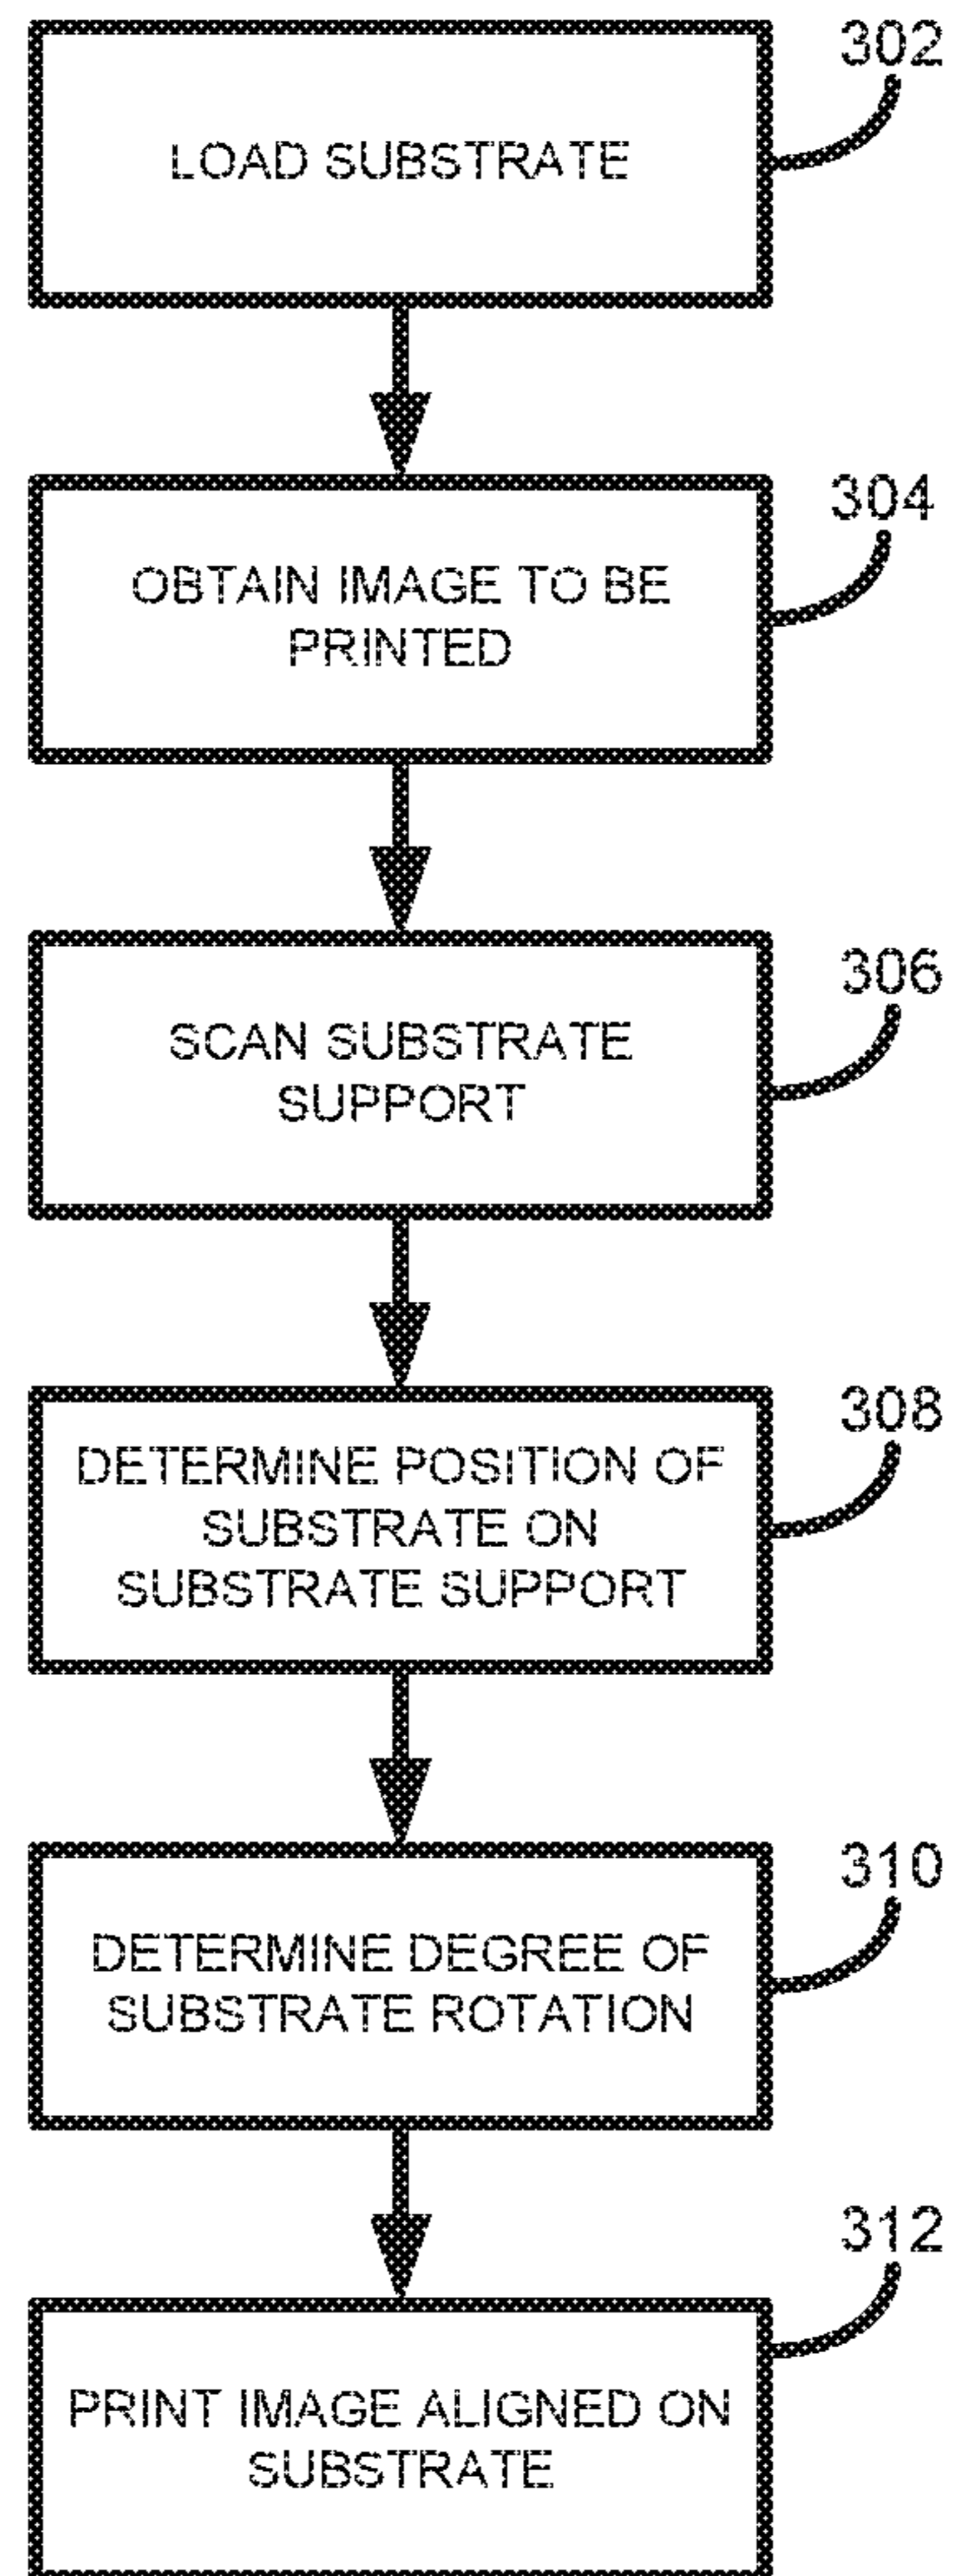 302
LOAD SUBSTRATE
304
OBTAIN IMAGE TO BE
PRINTED
306
SCAN SUBSTRATE
SUPPORT
308
DETERMINE POSITION OF
SUBSTRATE ON
SUBSTRATE SUPPORT
310
DETERMINE DEGREE OF
SUBSTRATE ROTATION
312
PRINT IMAGE ALIGNED ON
SUBSTRATE